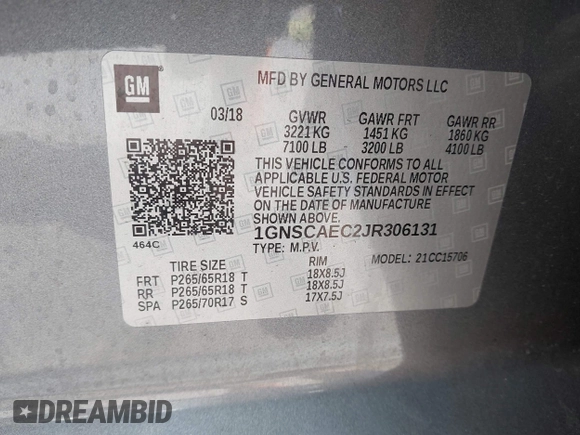 GM
MFD BY GENERAL MOTORS LLC
03/18 GVWR GAWR FRT GAWR RR
3221 KG 1451 KG 1860 KG
7100 LB 3200 LB 4100 LB
THIS VEHICLE CONFORMS TO ALL
APPLICABLE U.S. FEDERAL MOTOR
VEHICLE SAFETY STANDARDS IN EFFECT
ON THE DATE OF MANUFACTURE
SHOWN ABOVE.
464C
1GNSCAEC2JR306131
TYPE: M.P.V. MODEL: 21CC15706
TIRE SIZE RIM
FRT P265/65R18 T 18X8.5J
RR P265/65R18 T 18X8.5J
SPA P265/70R17 S 17X7.5J
DREAMBID